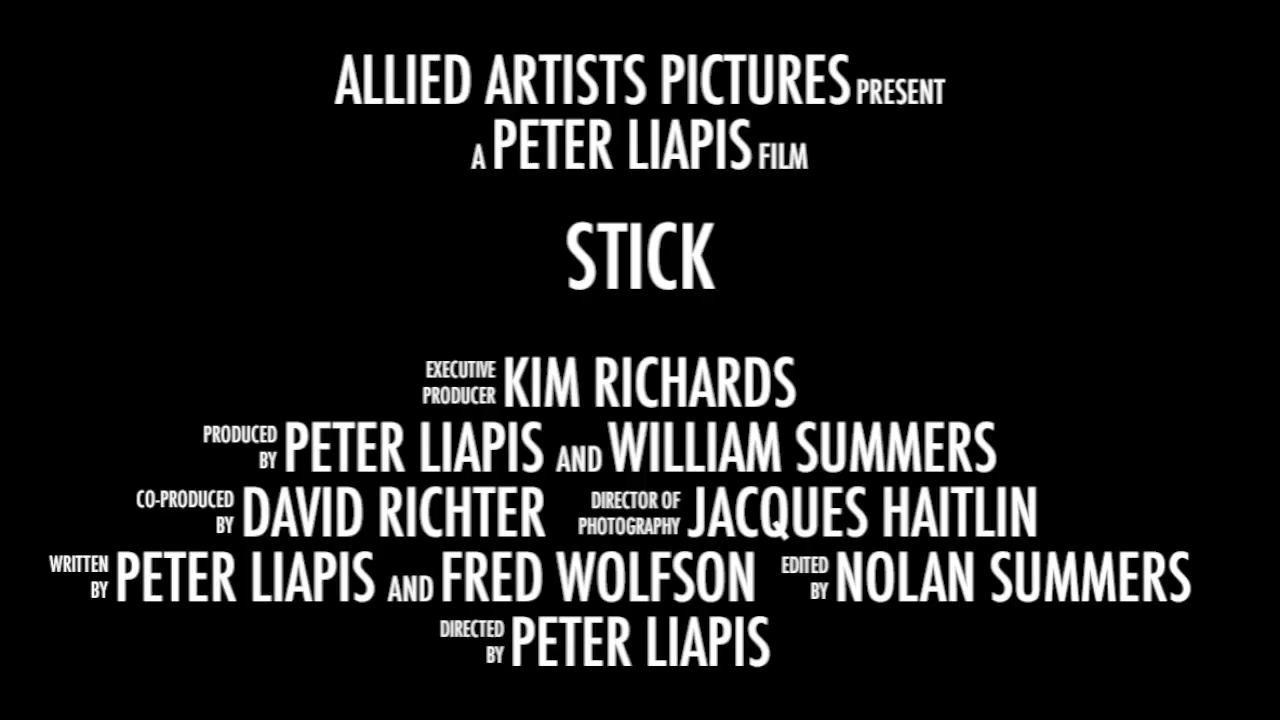 ALLIED ARTISTS PICTURES PRESENT
A PETER LIAPIS FILM
STICK
EXECUTIVE PRODUCER KIM RICHARDS
PRODUCED BY PETER LIAPIS AND WILLIAM SUMMERS
CO-PRODUCED BY DAVID RICHTER DIRECTOR OF PHOTOGRAPHY JACQUES HAITLIN
WRITTEN BY PETER LIAPIS AND FRED WOLFSON EDITED BY NOLAN SUMMERS
DIRECTED BY PETER LIAPIS